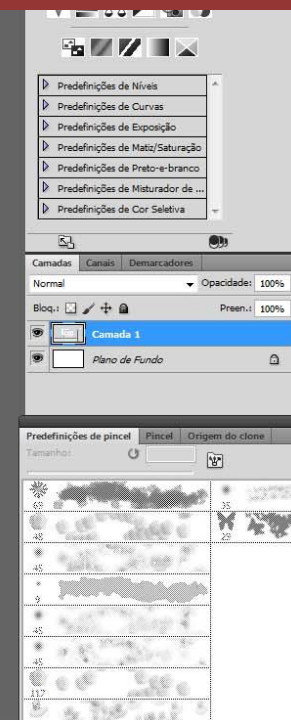 Predefinições de Níveis
Predefinições de Curvas
Predefinições de Exposição
Predefinições de Matiz/Saturação
Predefinições de Preto-e-branco
Predefinições de Misturador de ...
Predefinições de Cor Seletiva
Camadas Canais Demarcadores
Normal Opacidade: 100%
Bloq.: Preen.: 100%
Camada 1
Plano de Fundo
Predefinições de pincel Pincel Origem do clone
Tamanho:
69 35
48 29
45
9
45
45
117